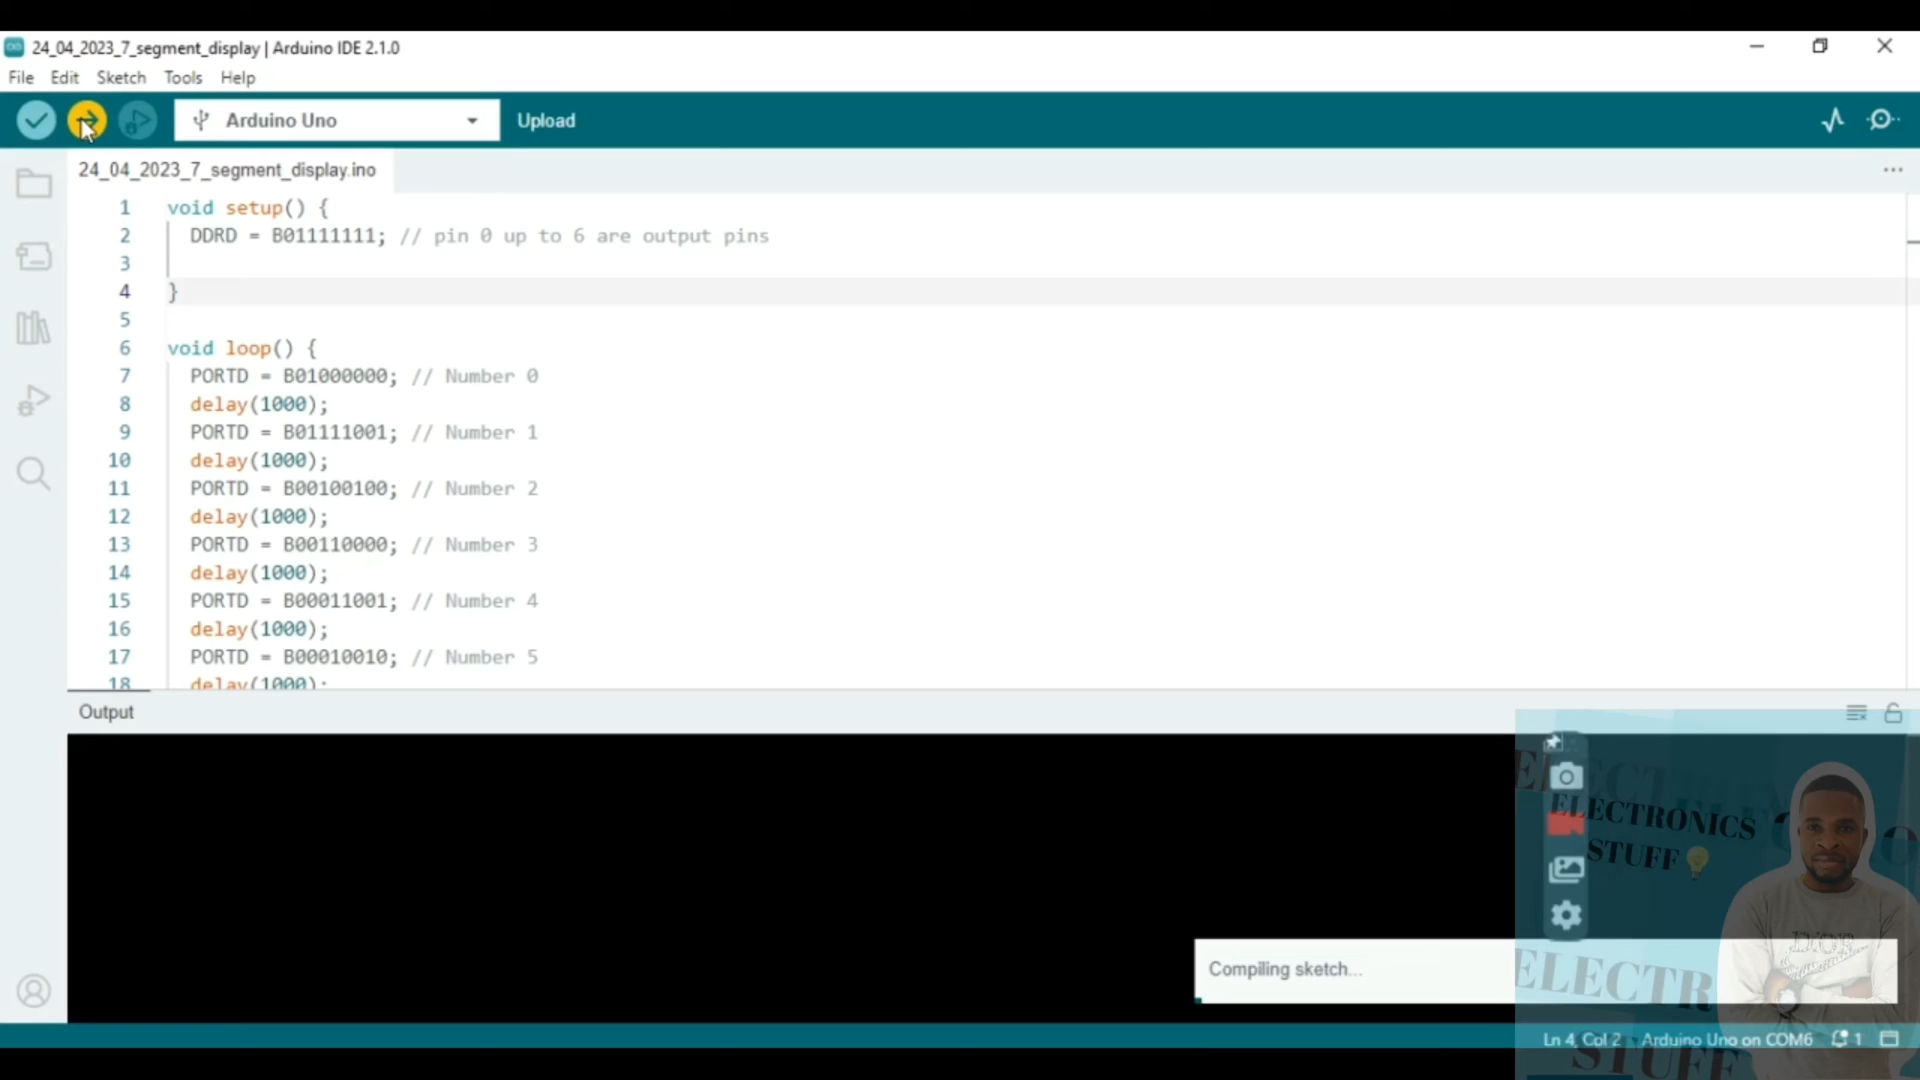 24_04_2023_7_segment_display | Arduino IDE 2.1.0
File Edit Sketch Tools Help
Arduino Uno
Upload
24_04_2023_7_segment_display.ino
1 void setup() {
2 DDRD = B01111111; // pin 0 up to 6 are output pins
3
4 }
5
6 void loop() {
7 PORTD = B01000000; // Number 0
8 delay(1000);
9 PORTD = B01111001; // Number 1
10 delay(1000);
11 PORTD = B00100100; // Number 2
12 delay(1000);
13 PORTD = B00110000; // Number 3
14 delay(1000);
15 PORTD = B00011001; // Number 4
16 delay(1000);
17 PORTD = B00010010; // Number 5
18 delay(1000);
Output
ELECTRONICS
STUFF
Compiling sketch...
ELECTR
Ln 4, Col 2 Arduino Uno on COM6 1
STUFF